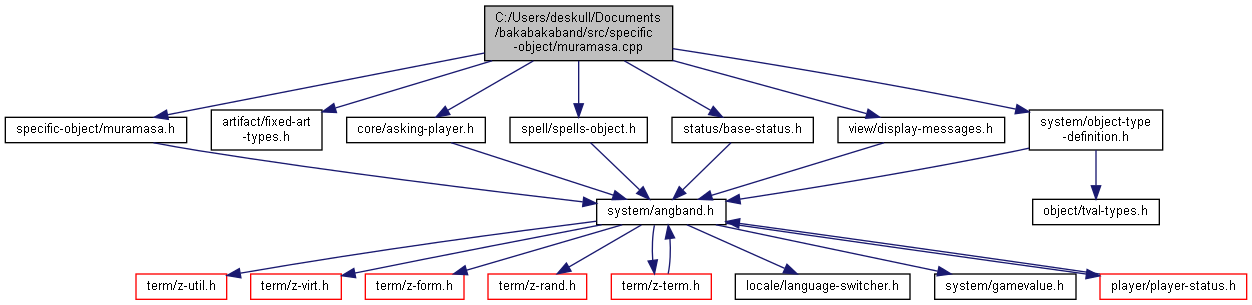 C:/Users/deskull/Documents
/bakabakaband/src/specific
-object/muramasa.cpp
specific-object/muramasa.h
artifact/fixed-art
-types.h
core/asking-player.h
spell/spells-object.h
status/base-status.h
view/display-messages.h
system/object-type
-definition.h
system/angband.h
object/tval-types.h
term/z-util.h
term/z-virt.h
term/z-form.h
term/z-rand.h
term/z-term.h
locale/language-switcher.h
system/gamevalue.h
player/player-status.h